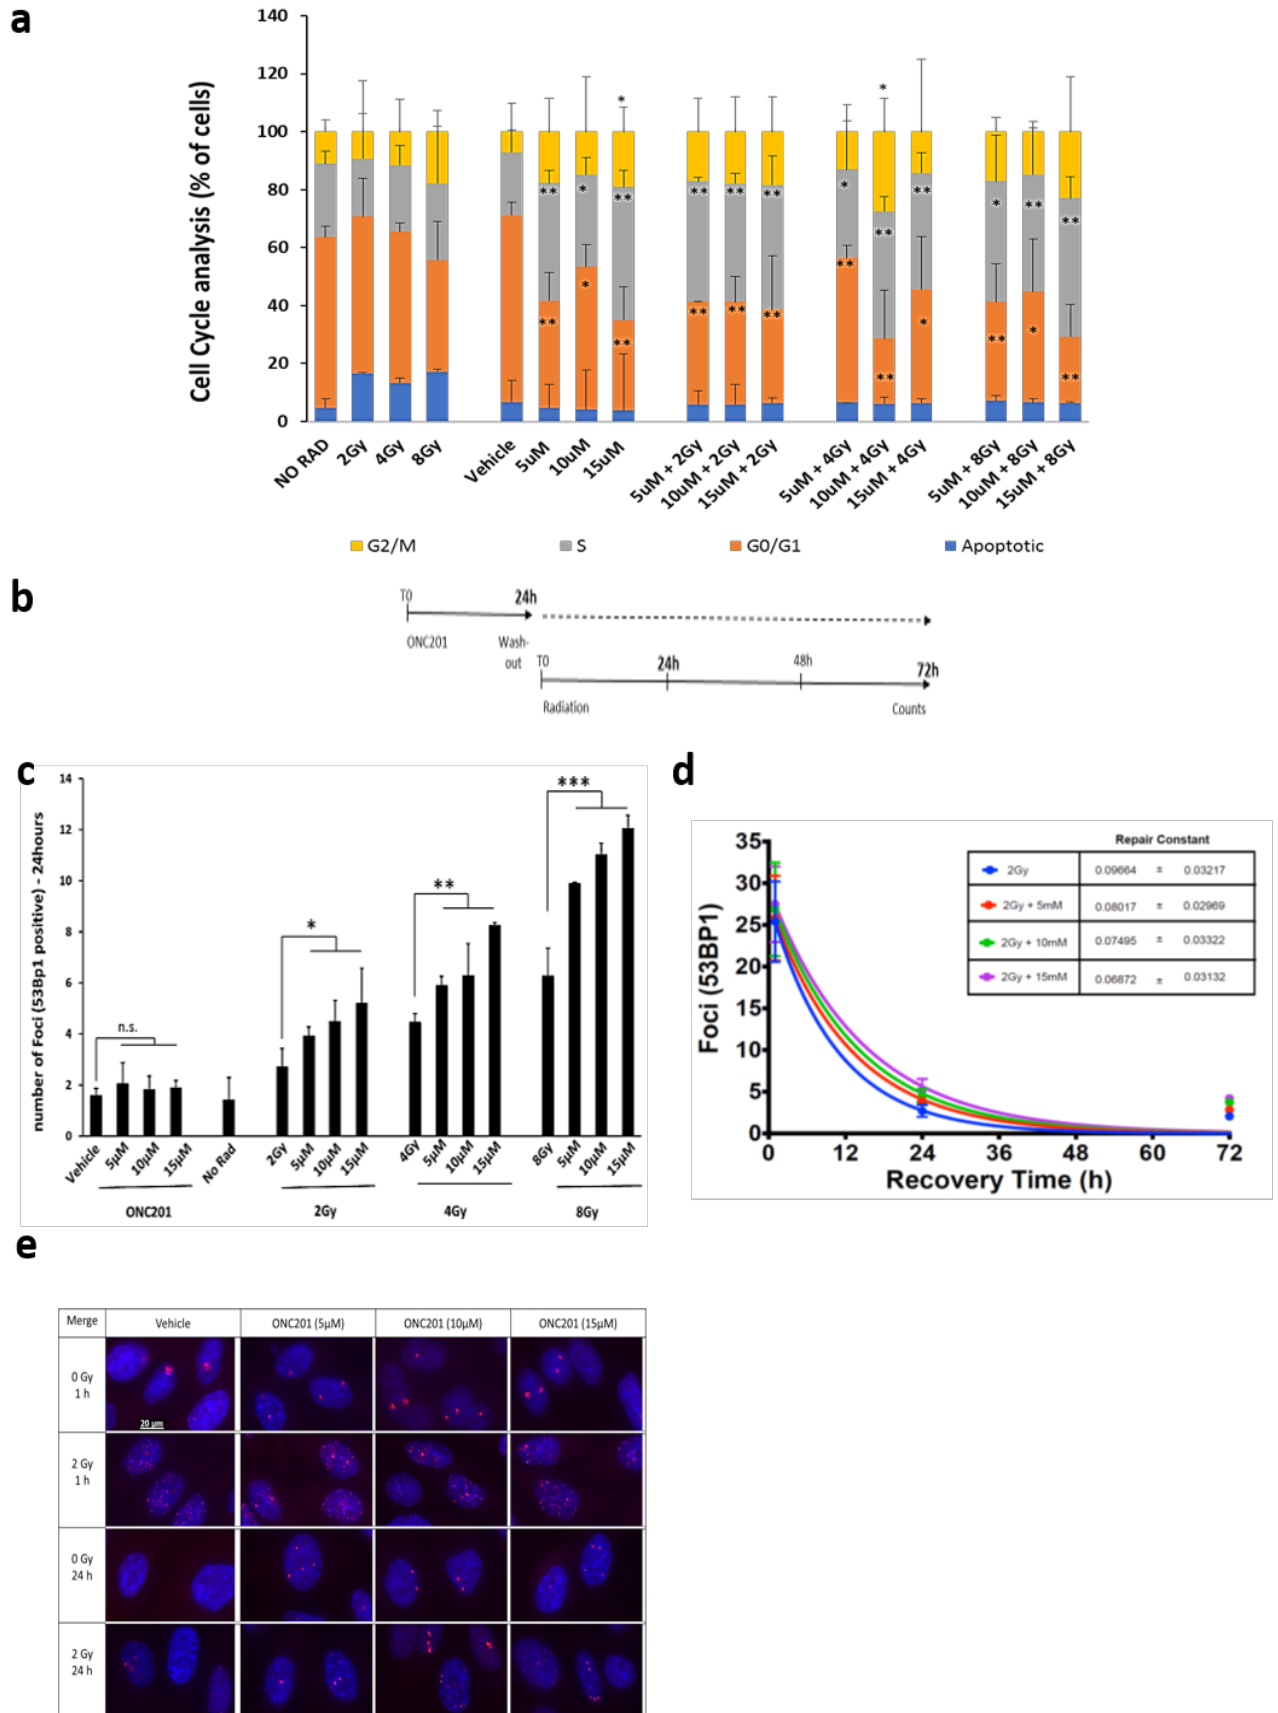 a
140
120
100
80
60
40
20
0
Cell Cycle analysis (% of cells)
*
*
** * ** ** ** ** * ** ** * ** **
** * ** ** ** ** ** ** * ** * **
NO RAD 2Gy 4Gy 8Gy Vehicle 5uM 10uM 15uM 5uM + 2Gy 10uM + 2Gy 15uM + 2Gy 5uM + 4Gy 10uM + 4Gy 15uM + 4Gy 5uM + 8Gy 10uM + 8Gy 15uM + 8Gy
G2/M S G0/G1 Apoptotic
b
T0 24h
ONC201 Wash-
out
T0 24h 48h 72h
Radiation Counts
c
number of Foci (53Bp1 positive) - 24hours
14
12
10
8
6
4
2
0
n.s. * ** ***
Vehicle 5µM 10µM 15µM No Rad 2Gy 5µM 10µM 15µM 4Gy 5µM 10µM 15µM 8Gy 5µM 10µM 15µM
ONC201 2Gy 4Gy 8Gy
d
Foci (53BP1)
35
30
25
20
15
10
5
0
0 12 24 36 48 60 72
Recovery Time (h)
Repair Constant
2Gy 0.09664 ± 0.03217
2Gy + 5mM 0.08017 ± 0.02969
2Gy + 10mM 0.07495 ± 0.03322
2Gy + 15mM 0.06872 ± 0.03132
e
Merge Vehicle ONC201 (5µM) ONC201 (10µM) ONC201 (15µM)
0 Gy
1 h
20 µm
2 Gy
1 h
0 Gy
24 h
2 Gy
24 h